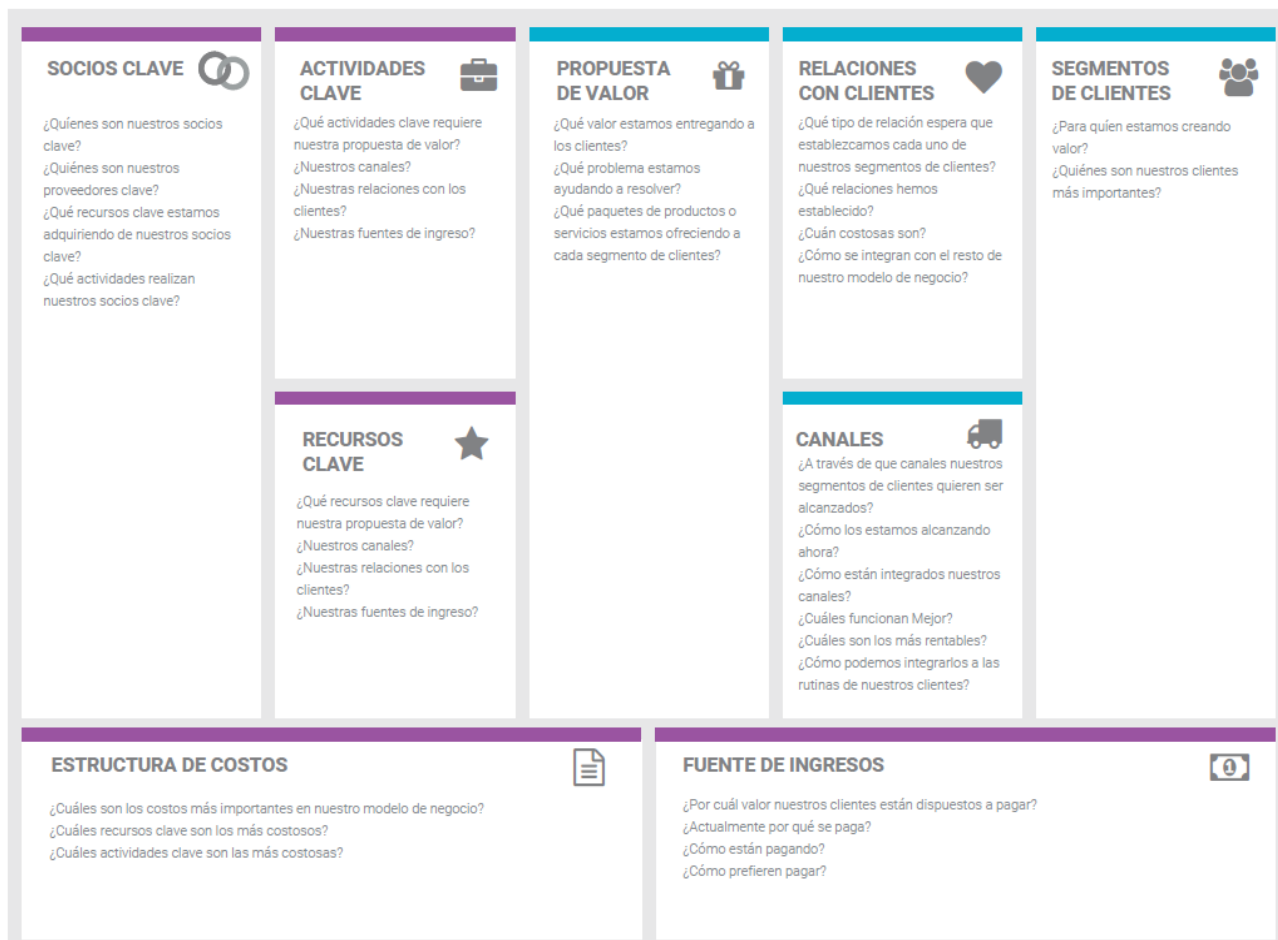 SOCIOS CLAVE
¿Quíenes son nuestros socios
clave?
¿Quiénes son nuestros
proveedores clave?
¿Qué recursos clave estamos
adquiriendo de nuestros socios
clave?
¿Qué actividades realizan
nuestros socios clave?
ACTIVIDADES
CLAVE
¿Qué actividades clave requiere
nuestra propuesta de valor?
¿Nuestros canales?
¿Nuestras relaciones con los
clientes?
¿Nuestras fuentes de ingreso?
RECURSOS
CLAVE
¿Qué recursos clave requiere
nuestra propuesta de valor?
¿Nuestros canales?
¿Nuestras relaciones con los
clientes?
¿Nuestras fuentes de ingreso?
PROPUESTA
DE VALOR
¿Qué valor estamos entregando a
los clientes?
¿Qué problema estamos
ayudando a resolver?
¿Qué paquetes de productos o
servicios estamos ofreciendo a
cada segmento de clientes?
RELACIONES
CON CLIENTES
¿Qué tipo de relación espera que
establezcamos cada uno de
nuestros segmentos de clientes?
¿Qué relaciones hemos
establecido?
¿Cuán costosas son?
¿Cómo se integran con el resto de
nuestro modelo de negocio?
CANALES
¿A través de que canales nuestros
segmentos de clientes quieren ser
alcanzados?
¿Cómo los estamos alcanzando
ahora?
¿Cómo están integrados nuestros
canales?
¿Cuáles funcionan Mejor?
¿Cuáles son los más rentables?
¿Cómo podemos integrarlos a las
rutinas de nuestros clientes?
SEGMENTOS
DE CLIENTES
¿Para quíen estamos creando
valor?
¿Quiénes son nuestros clientes
más importantes?
ESTRUCTURA DE COSTOS
¿Cuáles son los costos más importantes en nuestro modelo de negocio?
¿Cuáles recursos clave son los más costosos?
¿Cuáles actividades clave son las más costosas?
FUENTE DE INGRESOS
1
¿Por cuál valor nuestros clientes están dispuestos a pagar?
¿Actualmente por qué se paga?
¿Cómo están pagando?
¿Cómo prefieren pagar?